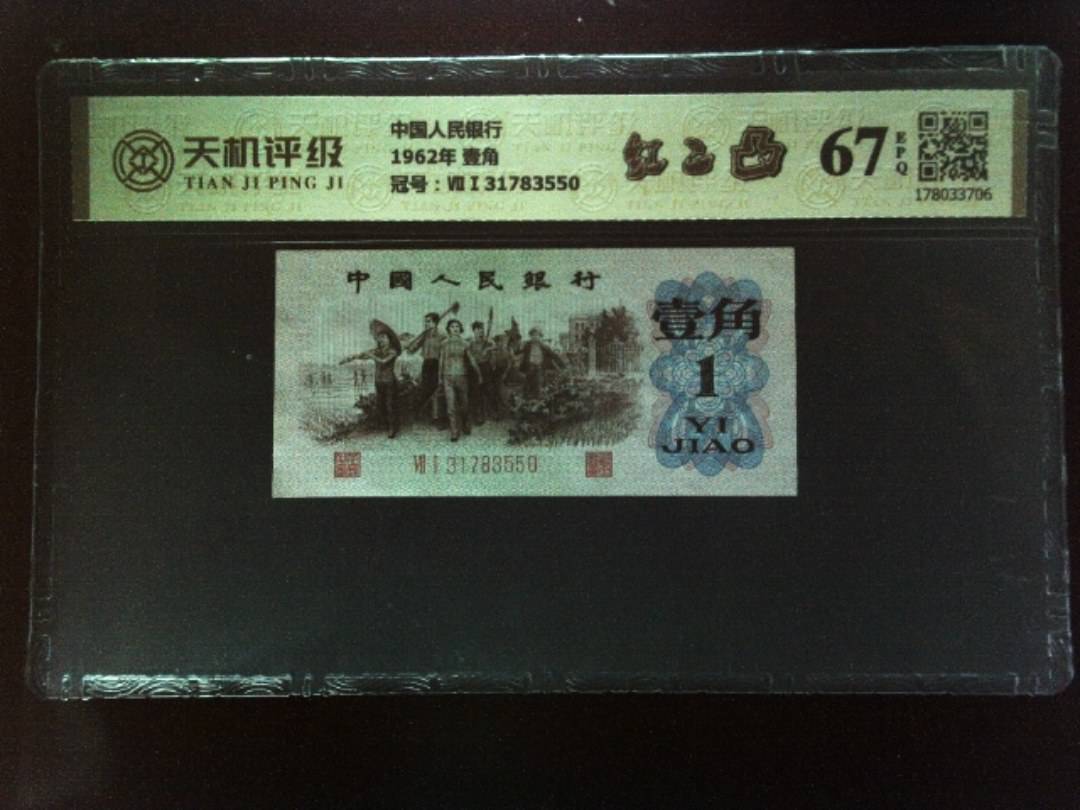 天机评级
TIAN JI PING JI
中国人民银行
1962年 壹角
冠号：Ⅶ Ⅰ 31783550
红二凸
67
EPQ
178033706
中國人民銀行
壹角
1
YI
JIAO
Ⅶ Ⅰ 31783550